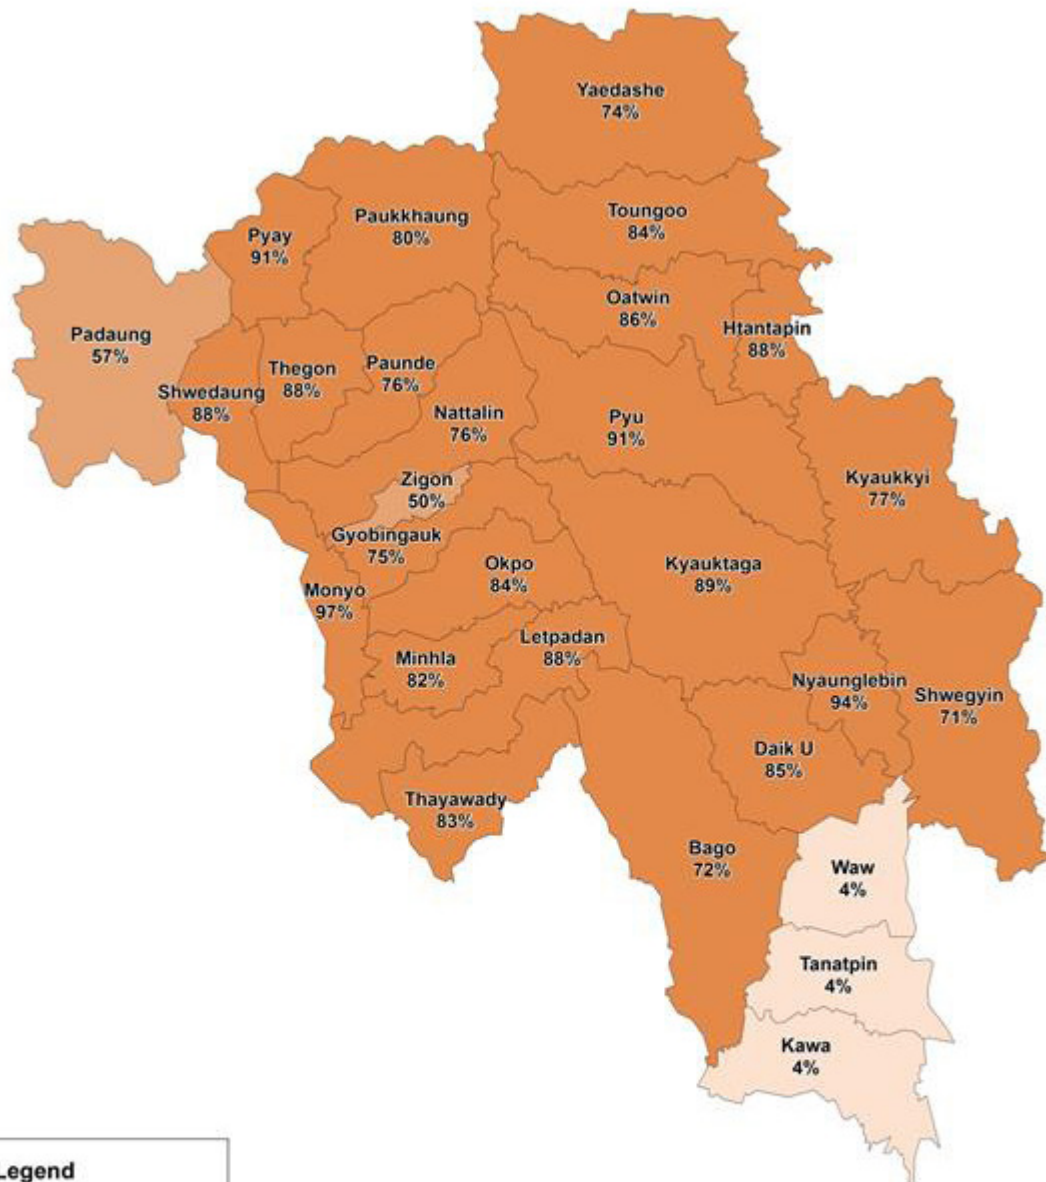 Yaedashe
74%
Paukkhaung
80%
Toungoo
84%
Pyay
91%
Oatwin
86%
Htantapin
88%
Padaung
57%
Shwedaung
88%
Thegon
88%
Paunde
76%
Nattalin
76%
Pyu
91%
Kyaukkyi
77%
Zigon
50%
Gyobingauk
75%
Okpo
84%
Kyauktaga
89%
Monyo
97%
Letpadan
88%
Minhla
82%
Nyaunglebin
94%
Shwegyin
71%
Daik U
85%
Thayawady
83%
Bago
72%
Waw
4%
Tanatpin
4%
Kawa
4%
Legend